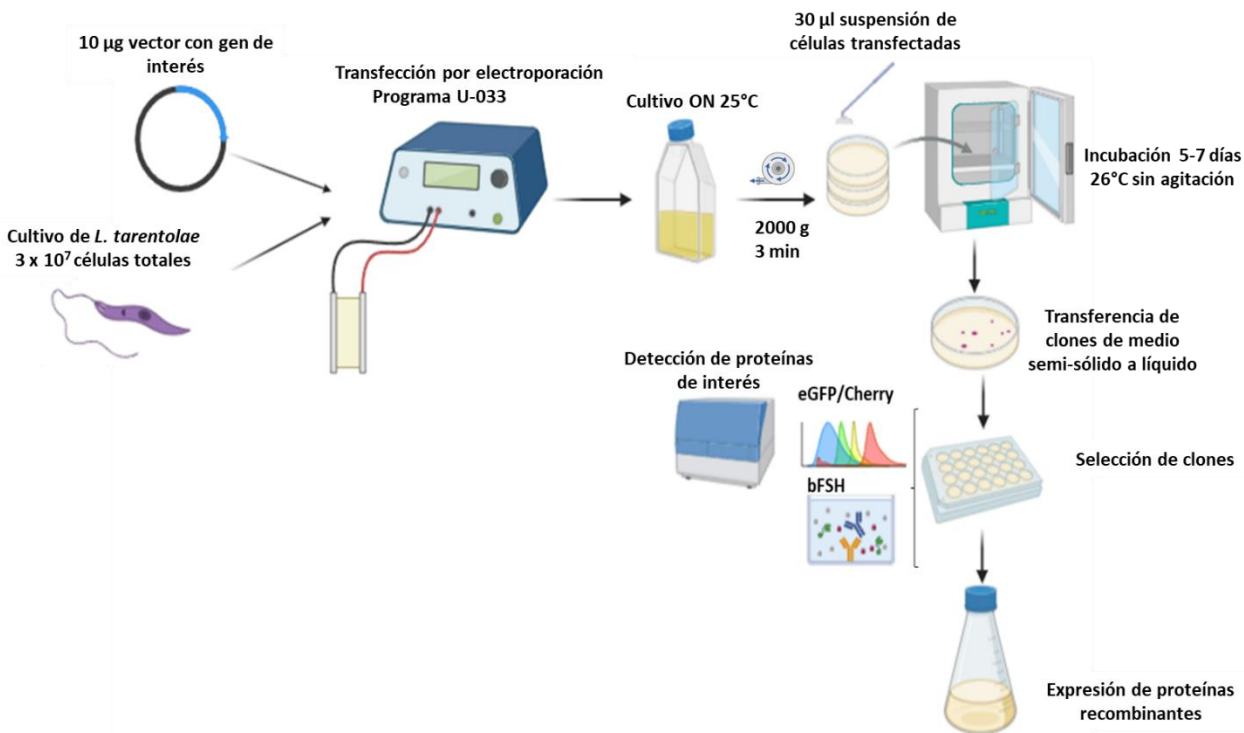 10 µg vector con gen de
interés
Cultivo de L. tarentolae
3 x 10⁷ células totales
Transfección por electroporación
Programa U-033
Cultivo ON 25°C
2000 g
3 min
30 µl suspensión de
células transfectadas
Incubación 5-7 días
26°C sin agitación
Transferencia de
clones de medio
semi-sólido a líquido
Detección de proteínas
de interés
eGFP/Cherry
bFSH
Selección de clones
Expresión de proteínas
recombinantes